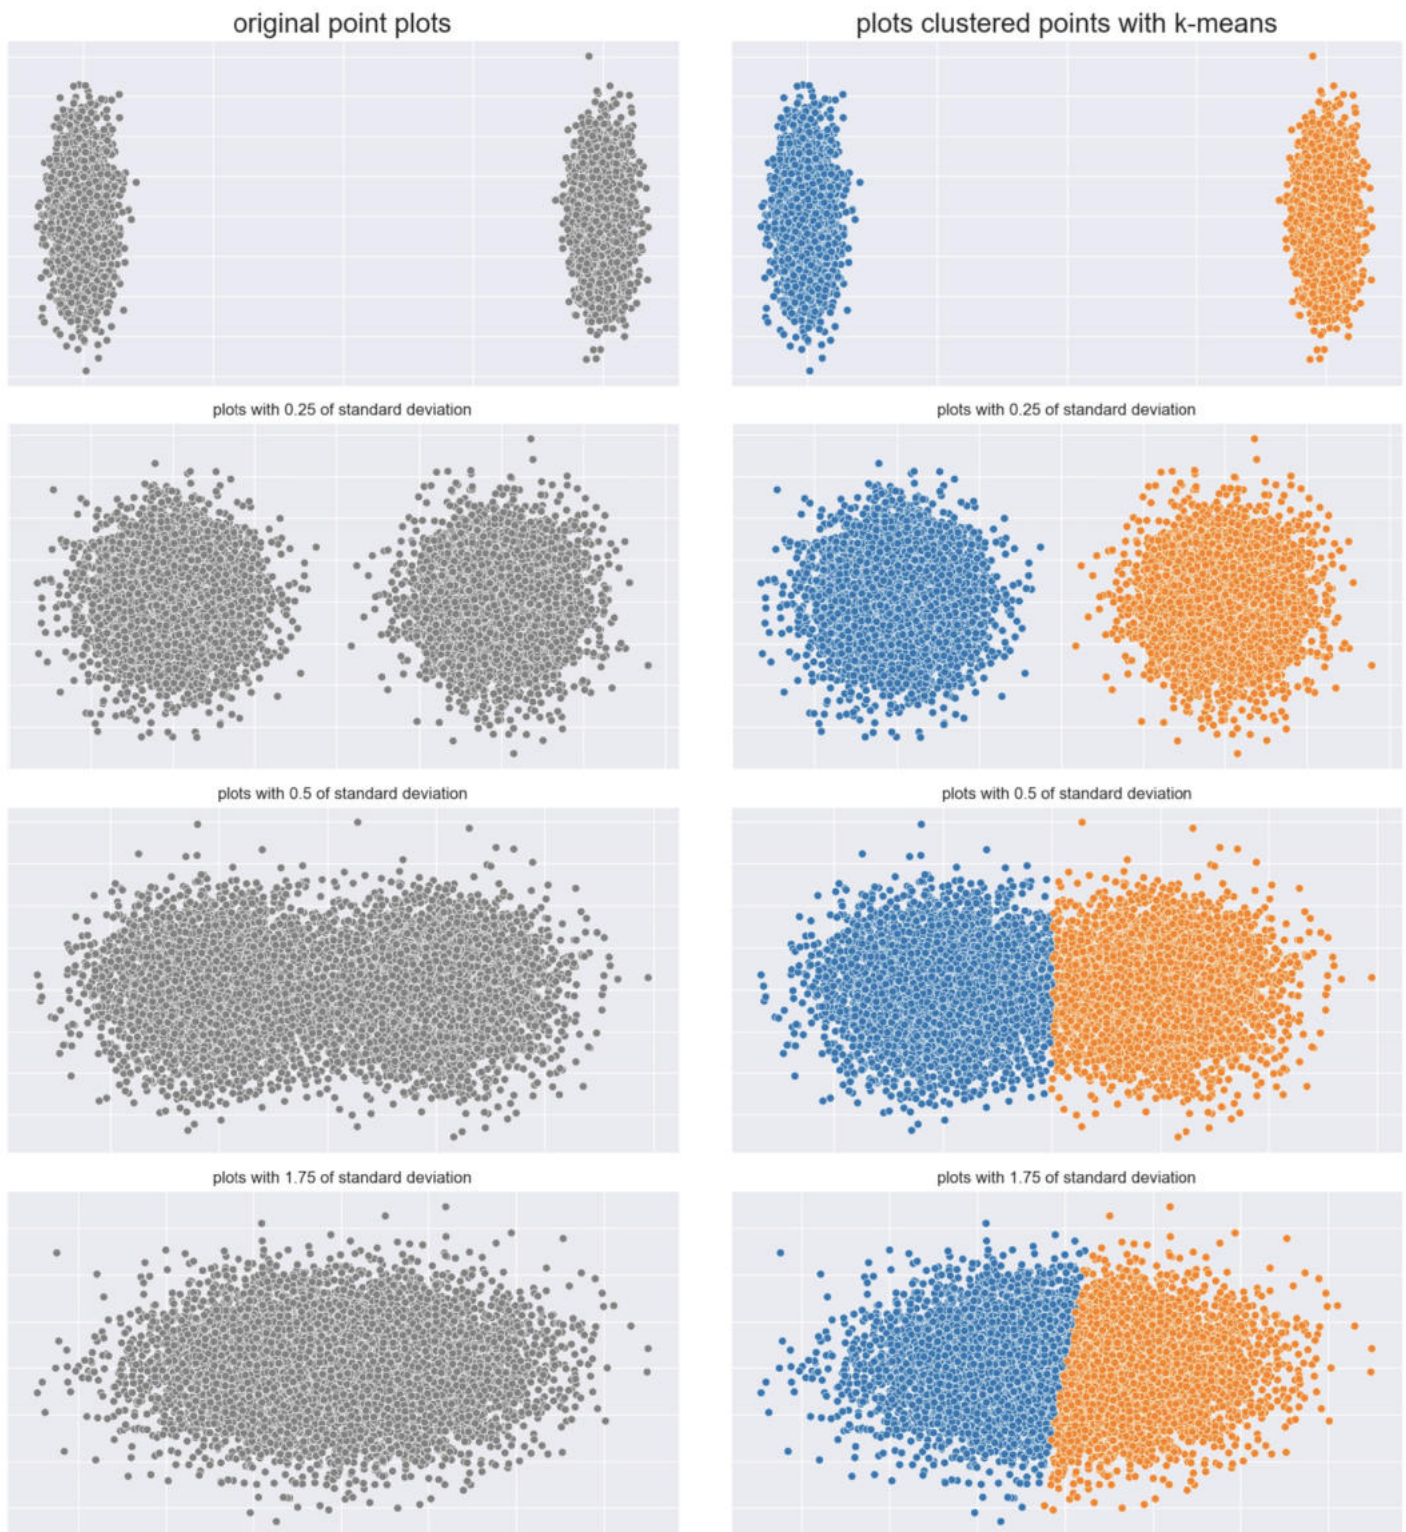 original point plots
plots clustered points with k-means
plots with 0.25 of standard deviation
plots with 0.25 of standard deviation
plots with 0.5 of standard deviation
plots with 0.5 of standard deviation
plots with 1.75 of standard deviation
plots with 1.75 of standard deviation